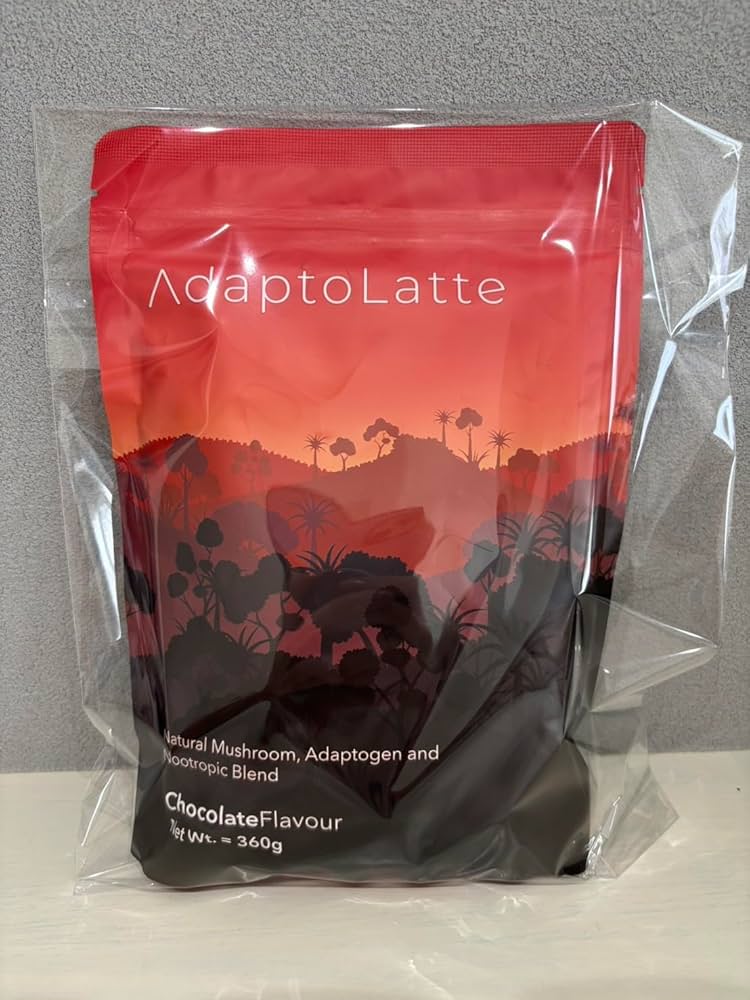 AdaptoLatte
Natural Mushroom, Adaptogen and
Nootropic Blend
ChocolateFlavour
Net Wt. = 360g